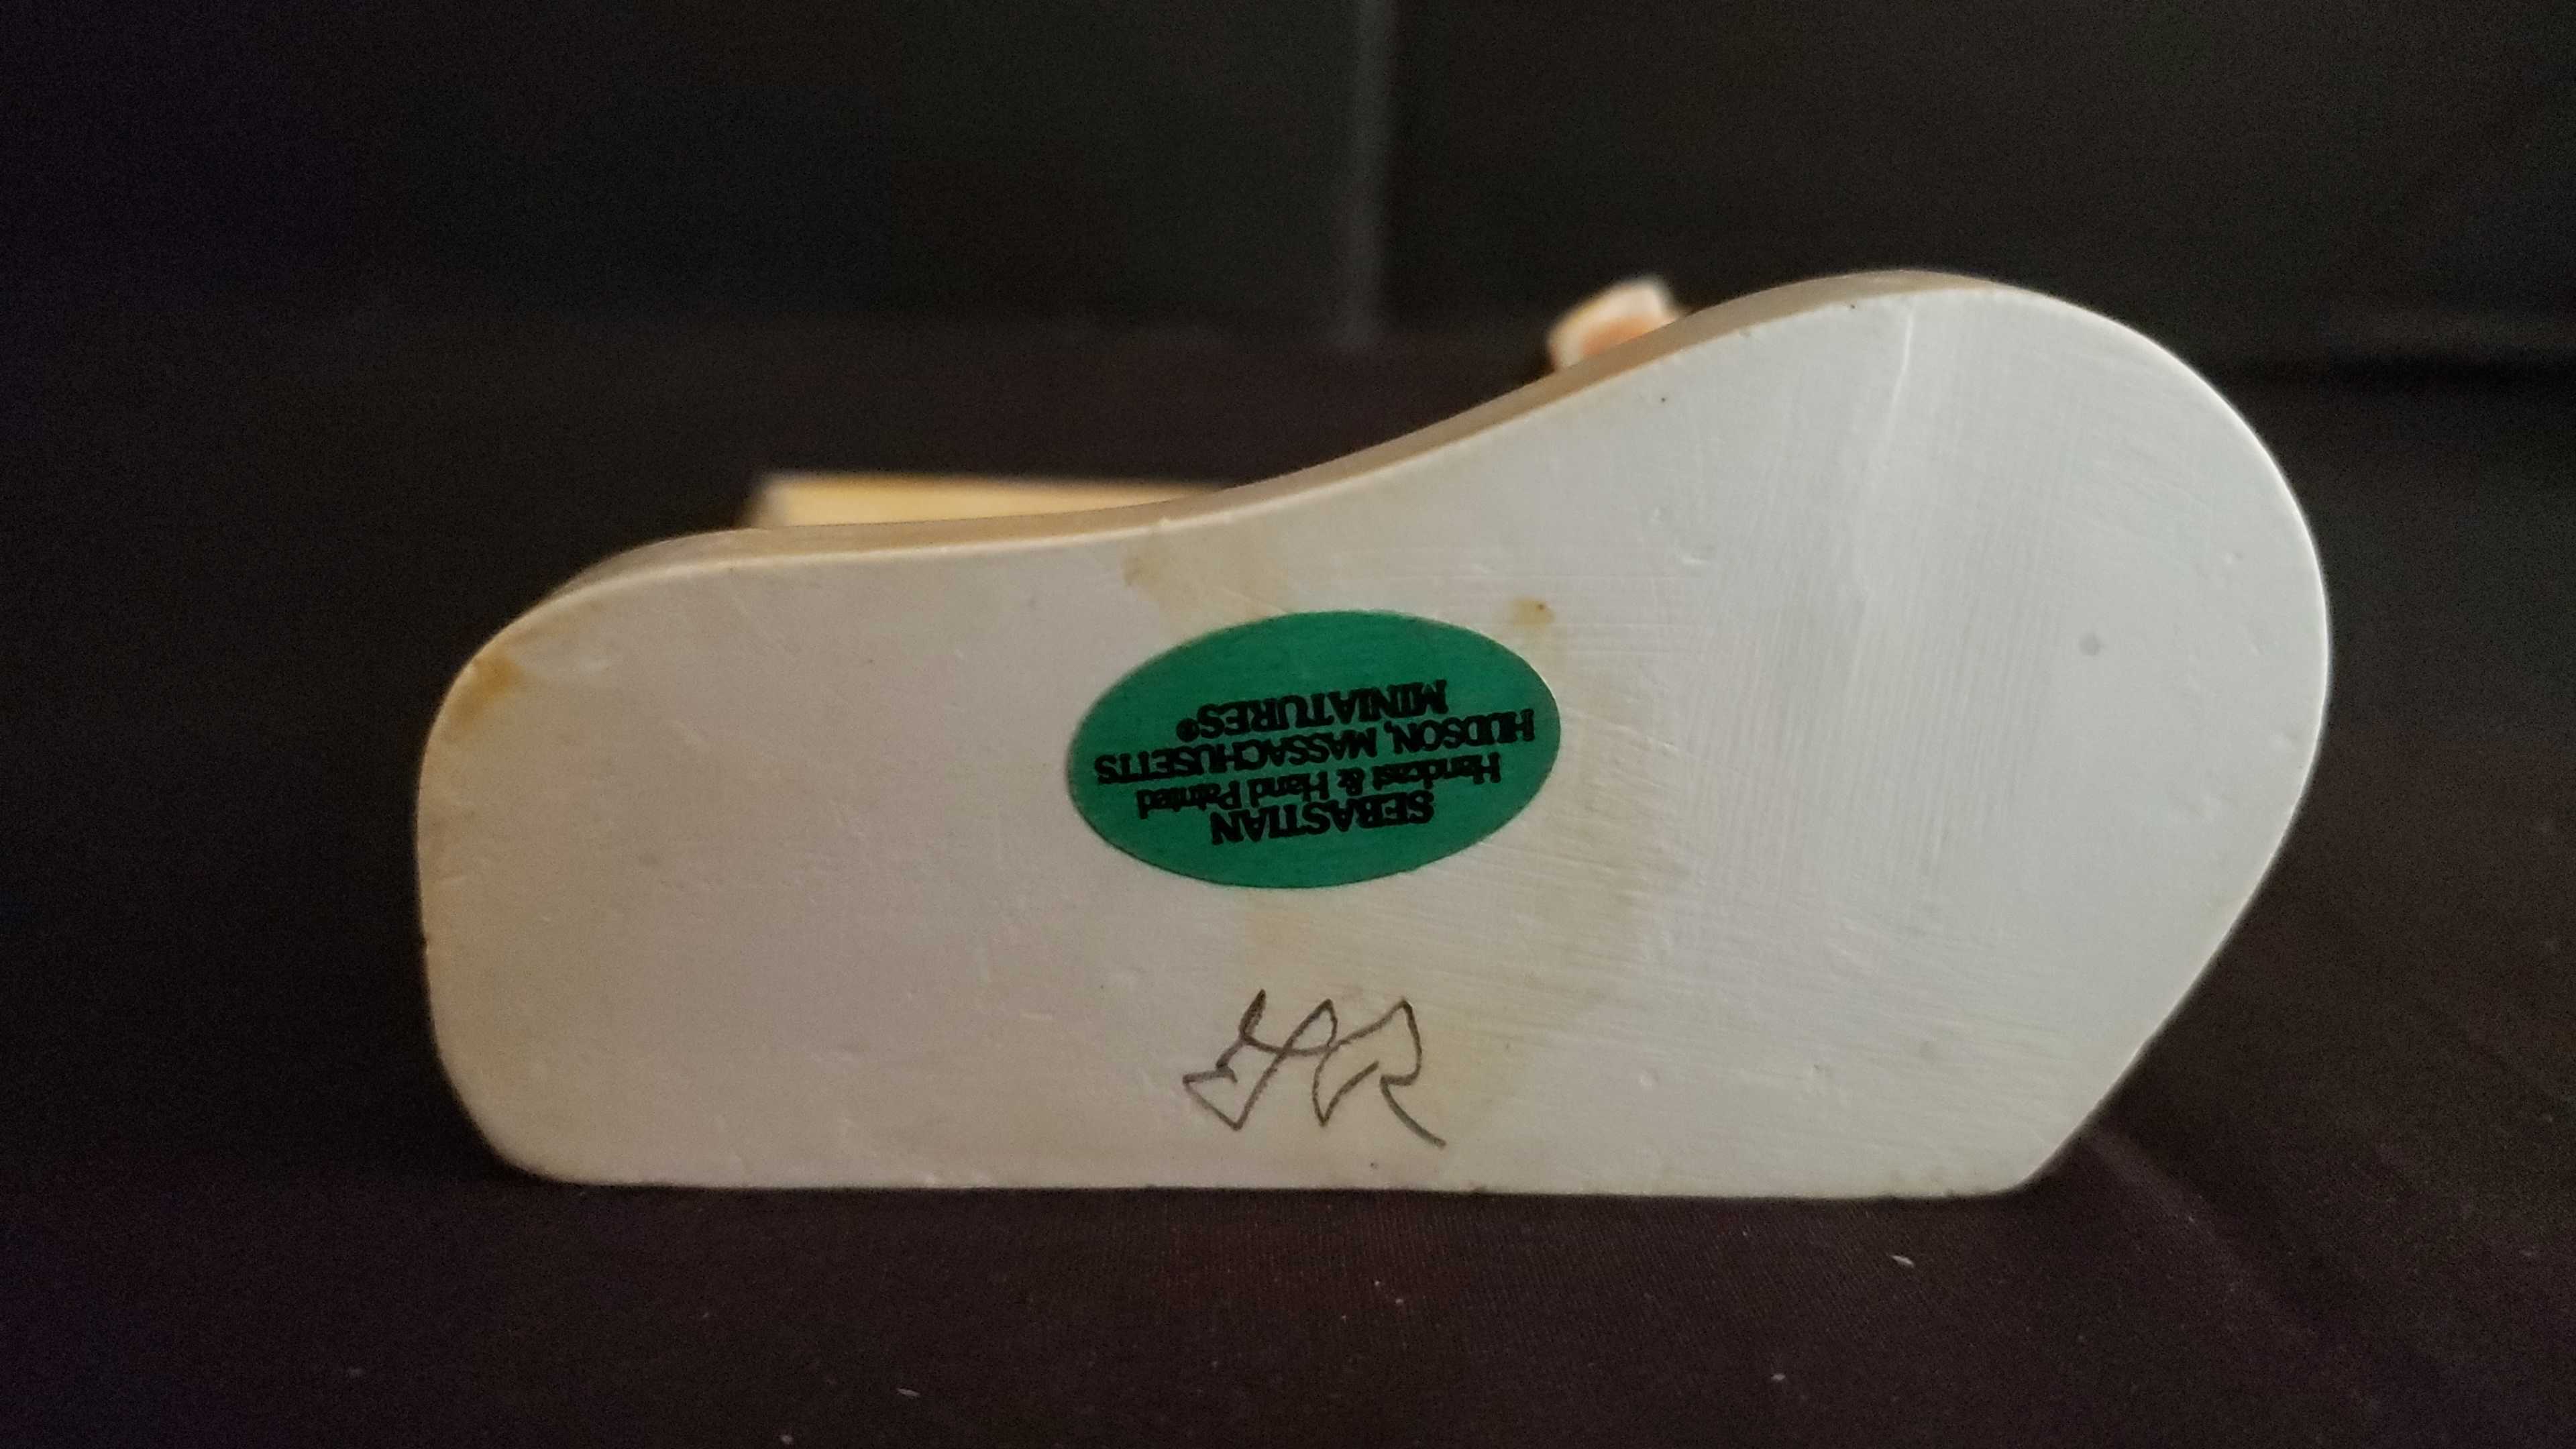 SEBASTIAN
Handcast & Hand Painted
HUDSON, MASSACHUSETTS
MINIATURES®